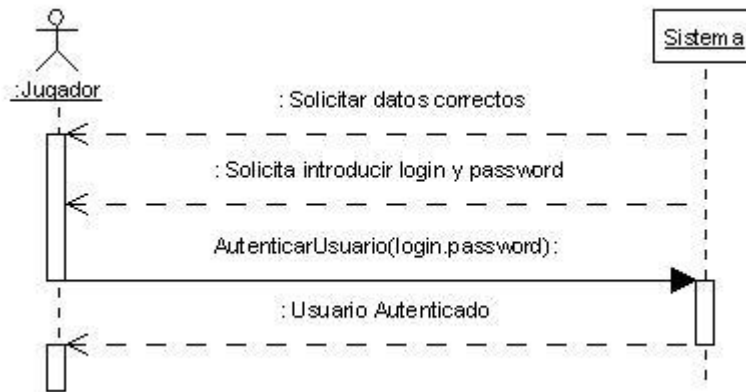 Sistema
:Jugador
: Solicitar datos correctos
: Solicita introducir login y password
AutenticarUsuario(login.password):
: Usuario Autenticado